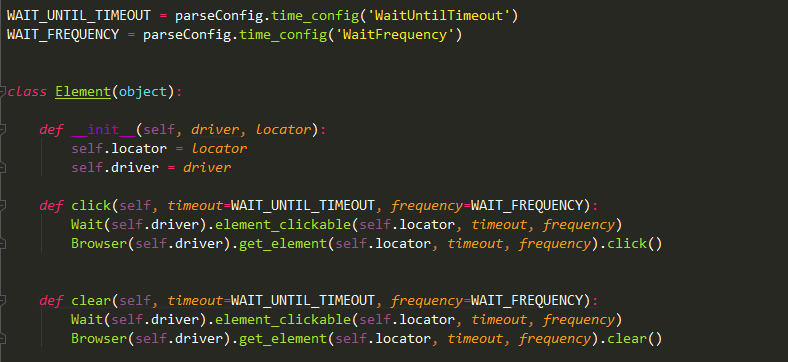 WAIT_UNTIL_TIMEOUT = parseConfig.time_config('WaitUntilTimeout')
WAIT_FREQUENCY = parseConfig.time_config('WaitFrequency')
class Element(object):
def __init__(self, driver, locator):
self.locator = locator
self.driver = driver
def click(self, timeout=WAIT_UNTIL_TIMEOUT, frequency=WAIT_FREQUENCY):
Wait(self.driver).element_clickable(self.locator, timeout, frequency)
Browser(self.driver).get_element(self.locator, timeout, frequency).click()
def clear(self, timeout=WAIT_UNTIL_TIMEOUT, frequency=WAIT_FREQUENCY):
Wait(self.driver).element_clickable(self.locator, timeout, frequency)
Browser(self.driver).get_element(self.locator, timeout, frequency).clear()